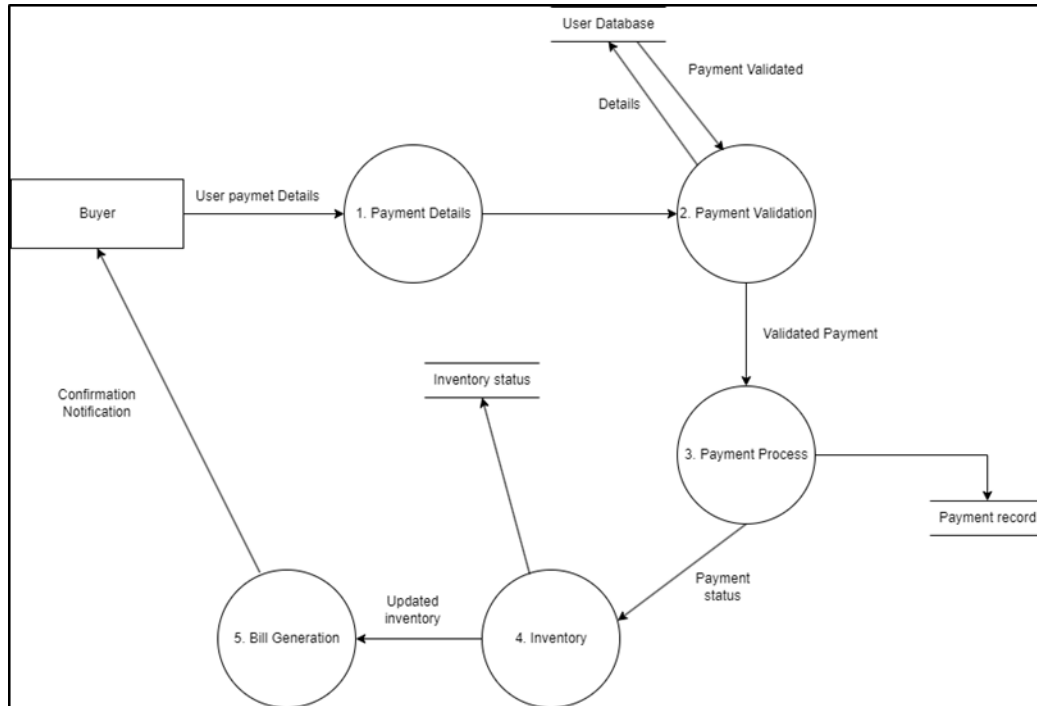 User Database
Payment Validated
Details
User paymet Details
Buyer
1. Payment Details
2. Payment Validation
Validated Payment
Inventory status
Confirmation
Notification
3. Payment Process
Payment record
Payment
status
Updated
inventory
5. Bill Generation
4. Inventory